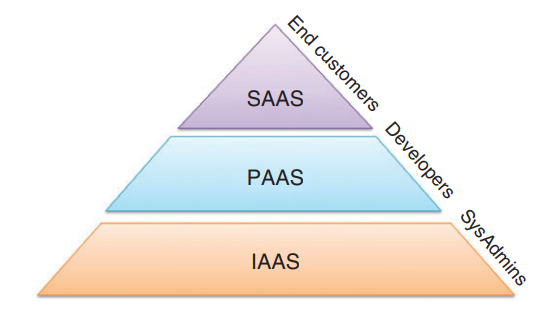 End customers
SAAS
Developers
PAAS
SysAdmins
IAAS